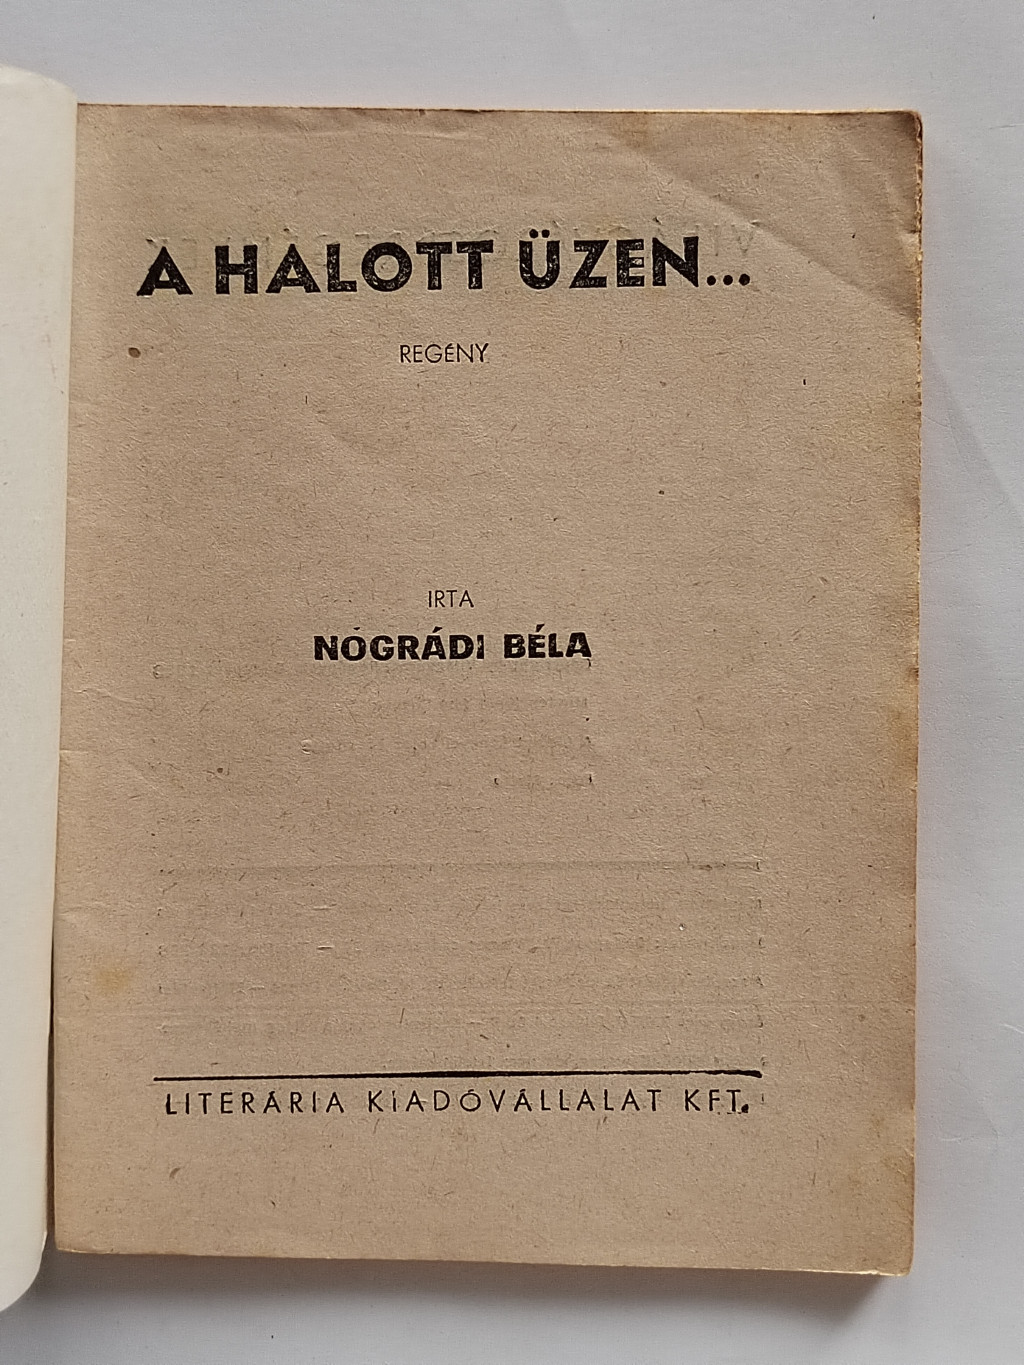 A HALOTT ÜZEN...
REGÉNY
IRTA
NÓGRÁDI BÉLA
LITERÁRIA KIADÓVÁLLALAT KFT.